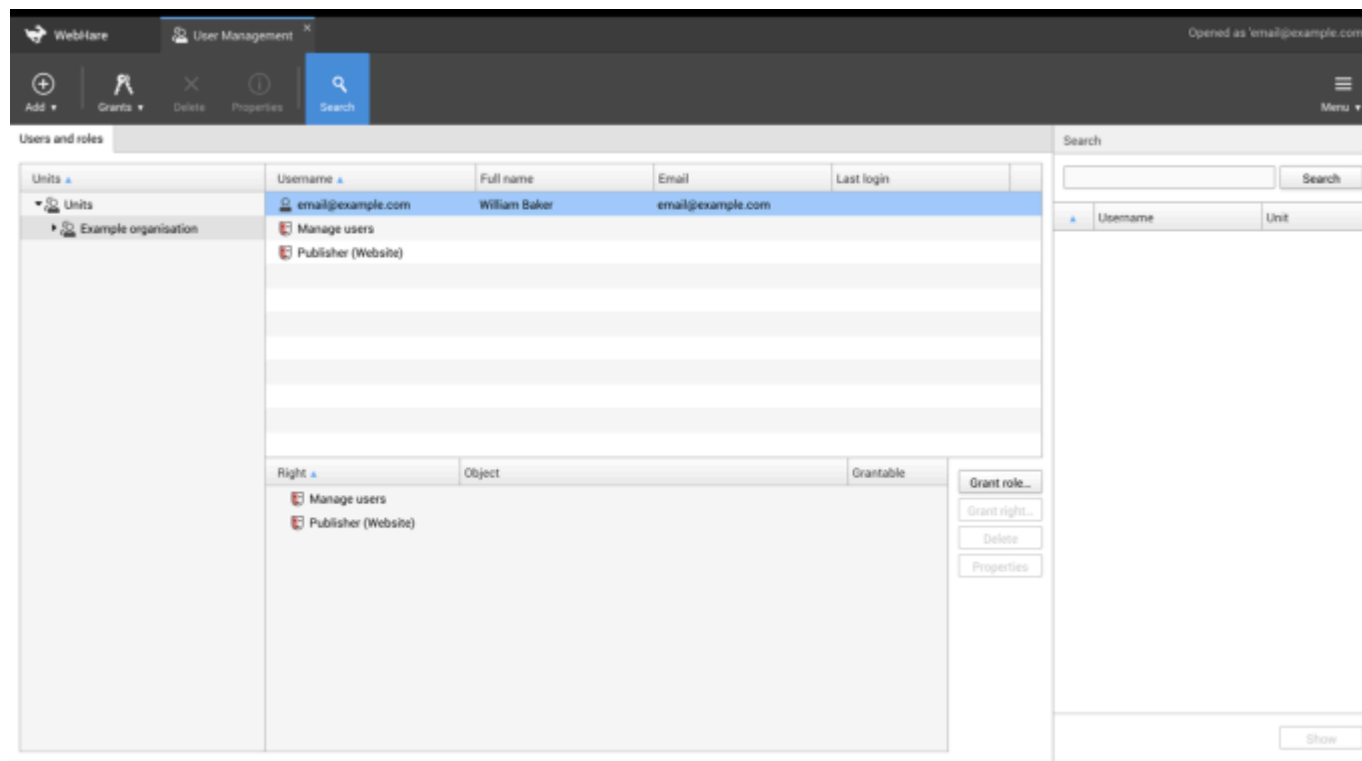 WebHare
User Management
Opened as 'email@example.com
Add
Grants
Delete
Properties
Search
Menu
Users and roles
Search
Units
Username
Full name
Email
Last login
Search
Units
email@example.com
William Baker
email@example.com
Username
Unit
Example organisation
Manage users
Publisher (Website)
Right
Object
Grantable
Grant role...
Manage users
Grant right...
Publisher (Website)
Delete
Properties
Show